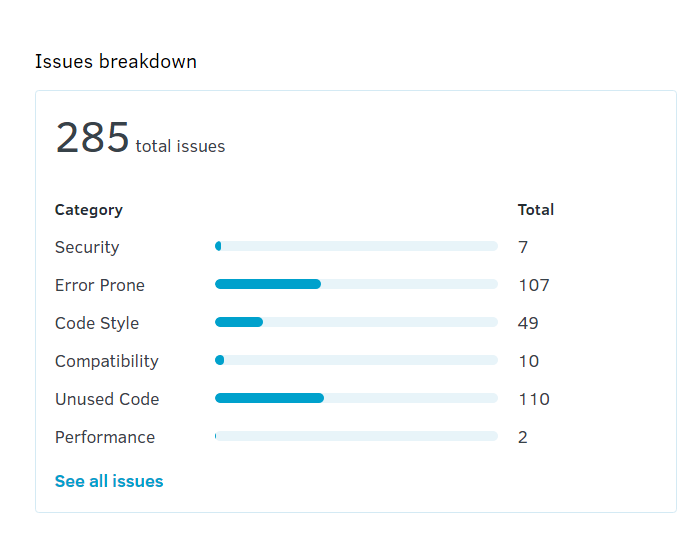 Issues breakdown
285 total issues
Category Total
Security 7
Error Prone 107
Code Style 49
Compatibility 10
Unused Code 110
Performance 2
See all issues